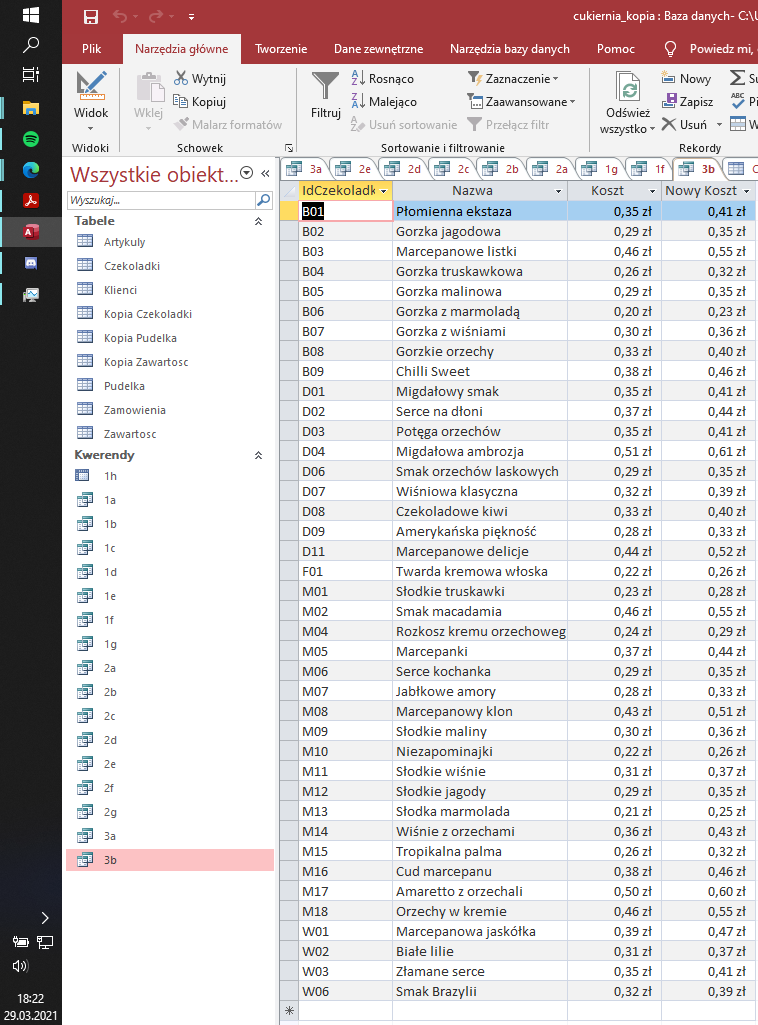 cukiernia_kopia : Baza danych- C:\U
Plik Narzędzia główne Tworzenie Dane zewnętrzne Narzędzia bazy danych Pomoc Powiedz mi,
Widok
Widoki
Wklej
Wytnij
Kopiuj
Malarz formatów
Schowek
Filtruj
Rosnąco
Malejąco
Usuń sortowanie
Zaznaczenie
Zaawansowane
Przełącz filtr
Sortowanie i filtrowanie
Odśwież
wszystko
Nowy
Zapisz
Usuń
Rekordy
Wszystkie obiekt...
Wyszukaj...
Tabele
Artykuly
Czekoladki
Klienci
Kopia Czekoladki
Kopia Pudelka
Kopia Zawartosc
Pudelka
Zamowienia
Zawartosc
Kwerendy
1h
1a
1b
1c
1d
1e
1f
1g
2a
2b
2c
2d
2e
2f
2g
3a
3b
3a 2e 2d 2c 2b 2a 1g 1f 3b
IdCzekoladk Nazwa Koszt Nowy Koszt
B01 Płomienna ekstaza 0,35 zł 0,41 zł
B02 Gorzka jagodowa 0,29 zł 0,35 zł
B03 Marcepanowe listki 0,46 zł 0,55 zł
B04 Gorzka truskawkowa 0,26 zł 0,32 zł
B05 Gorzka malinowa 0,29 zł 0,35 zł
B06 Gorzka z marmoladą 0,20 zł 0,23 zł
B07 Gorzka z wiśniami 0,30 zł 0,36 zł
B08 Gorzkie orzechy 0,33 zł 0,40 zł
B09 Chilli Sweet 0,38 zł 0,46 zł
D01 Migdałowy smak 0,35 zł 0,41 zł
D02 Serce na dłoni 0,37 zł 0,44 zł
D03 Potęga orzechów 0,35 zł 0,41 zł
D04 Migdałowa ambrozja 0,51 zł 0,61 zł
D06 Smak orzechów laskowych 0,29 zł 0,35 zł
D07 Wiśniowa klasyczna 0,32 zł 0,39 zł
D08 Czekoladowe kiwi 0,33 zł 0,40 zł
D09 Amerykańska piękność 0,28 zł 0,33 zł
D11 Marcepanowe delicje 0,44 zł 0,52 zł
F01 Twarda kremowa włoska 0,22 zł 0,26 zł
M01 Słodkie truskawki 0,23 zł 0,28 zł
M02 Smak macadamia 0,46 zł 0,55 zł
M04 Rozkosz kremu orzechoweg 0,24 zł 0,29 zł
M05 Marcepanki 0,37 zł 0,44 zł
M06 Serce kochanka 0,29 zł 0,35 zł
M07 Jabłkowe amory 0,28 zł 0,33 zł
M08 Marcepanowy klon 0,43 zł 0,51 zł
M09 Słodkie maliny 0,30 zł 0,36 zł
M10 Niezapominajki 0,22 zł 0,26 zł
M11 Słodkie wiśnie 0,31 zł 0,37 zł
M12 Słodkie jagody 0,29 zł 0,35 zł
M13 Słodka marmolada 0,21 zł 0,25 zł
M14 Wiśnie z orzechami 0,36 zł 0,43 zł
M15 Tropikalna palma 0,26 zł 0,32 zł
M16 Cud marcepanu 0,38 zł 0,46 zł
M17 Amaretto z orzechali 0,50 zł 0,60 zł
M18 Orzechy w kremie 0,46 zł 0,55 zł
W01 Marcepanowa jaskółka 0,39 zł 0,47 zł
W02 Białe lilie 0,31 zł 0,37 zł
W03 Złamane serce 0,35 zł 0,41 zł
W06 Smak Brazylii 0,32 zł 0,39 zł
18:22
29.03.2021